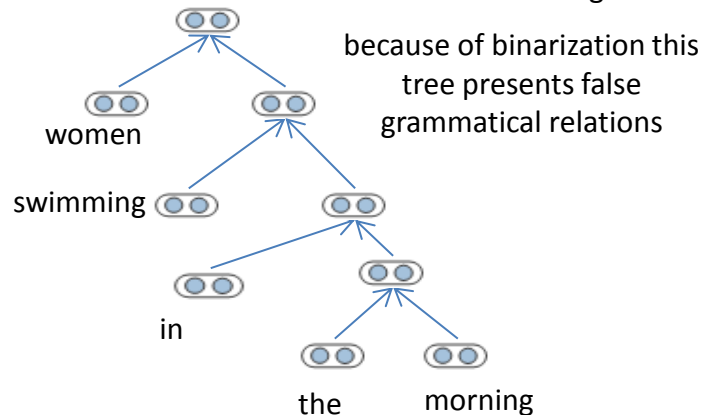 because of binarization this
tree presents false
grammatical relations
women
swimming
in
the
morning